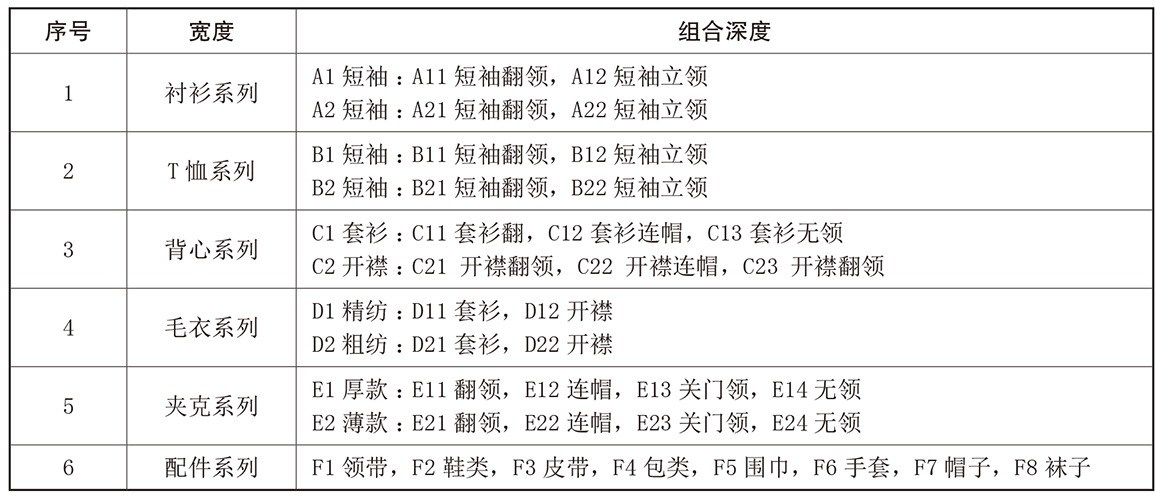 序号 宽度 组合深度
1 衬衫系列 A1 短袖：A11 短袖翻领，A12 短袖立领
A2 短袖：A21 短袖翻领，A22 短袖立领
2 T 恤系列 B1 短袖：B11 短袖翻领，B12 短袖立领
B2 短袖：B21 短袖翻领，B22 短袖立领
3 背心系列 C1 套衫：C11 套衫翻，C12 套衫连帽，C13 套衫无领
C2 开襟：C21 开襟翻领，C22 开襟连帽，C23 开襟翻领
4 毛衣系列 D1 精纺：D11 套衫，D12 开襟
D2 粗纺：D21 套衫，D22 开襟
5 夹克系列 E1 厚款：E11 翻领，E12 连帽，E13 关门领，E14 无领
E2 薄款：E21 翻领，E22 连帽，E23 关门领，E24 无领
6 配件系列 F1 领带，F2 鞋类，F3 皮带，F4 包类，F5 围巾，F6 手套，F7 帽子，F8 袜子